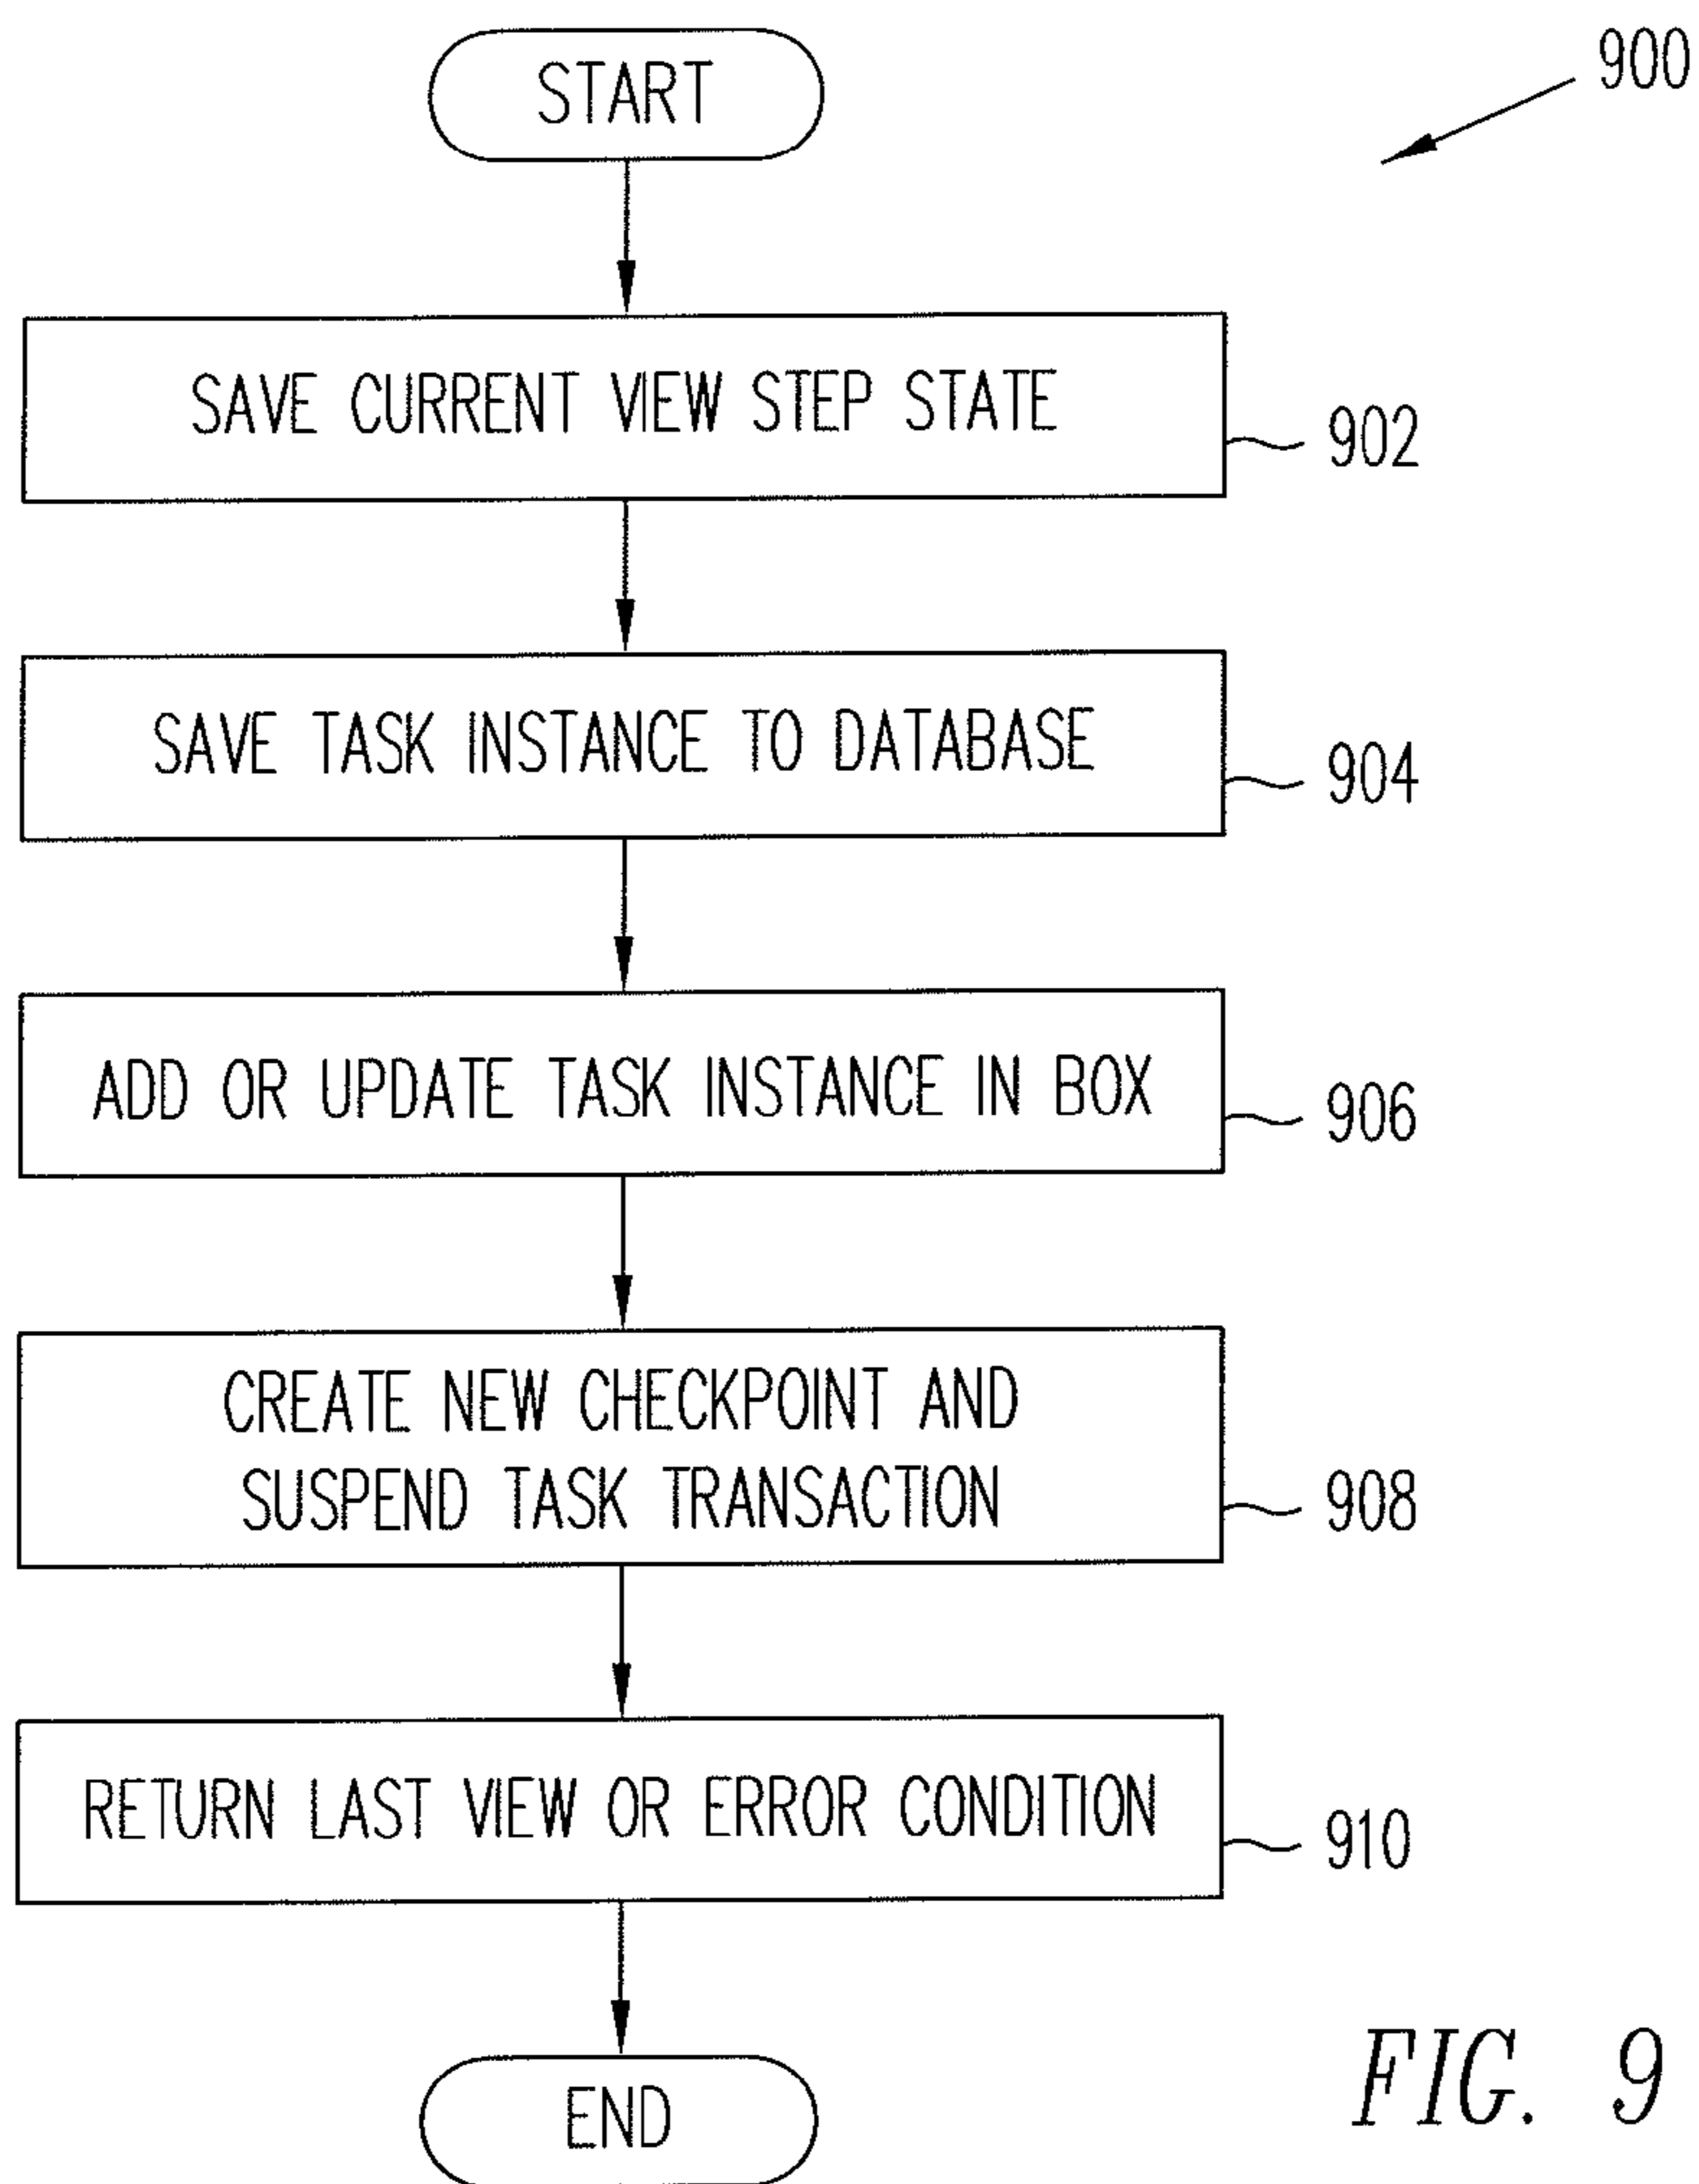 START
900
SAVE CURRENT VIEW STEP STATE
902
SAVE TASK INSTANCE TO DATABASE
904
ADD OR UPDATE TASK INSTANCE IN BOX
906
CREATE NEW CHECKPOINT AND
SUSPEND TASK TRANSACTION
908
RETURN LAST VIEW OR ERROR CONDITION
910
END
FIG. 9